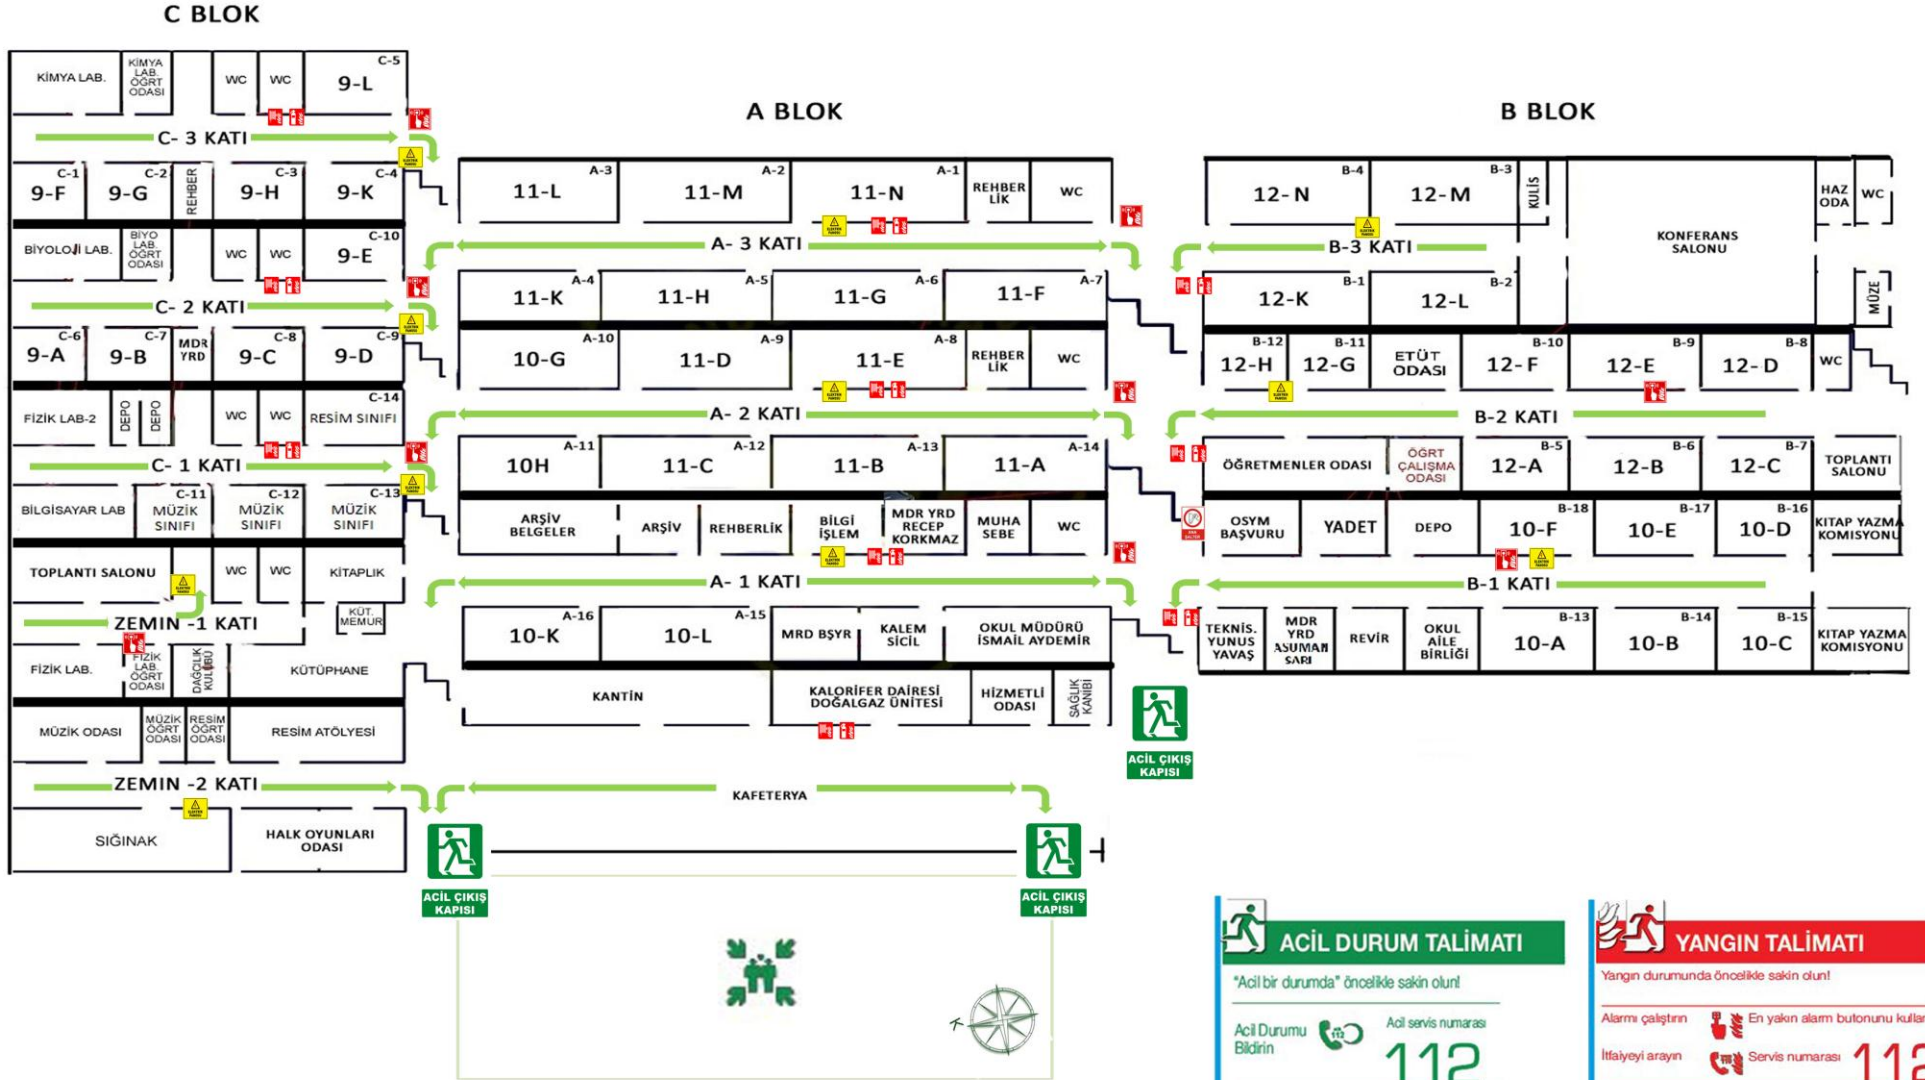 C BLOK
KİMYA LAB.
KİMYA
LAB.
ÖĞRT
ODASI
WC
WC
C-5
9-L
C- 3 KATI
C-1
9-F
C-2
9-G
REHBER
C-3
9-H
C-4
9-K
BİYOLOJİ LAB.
BİYO
LAB.
ÖĞRT
ODASI
WC
WC
C-10
9-E
C- 2 KATI
C-6
9-A
C-7
9-B
MDR
YRD
C-8
9-C
C-9
9-D
FİZİK LAB-2
DEPO
DEPO
WC
WC
C-14
RESİM SINIFI
C- 1 KATI
BİLGİSAYAR LAB
C-11
MÜZİK
SINIFI
C-12
MÜZİK
SINIFI
C-13
MÜZİK
SINIFI
TOPLANTI SALONU
WC
WC
KİTAPLIK
ZEMIN -1 KATI
KÜT.
MEMUR
FİZİK LAB.
FİZİK
LAB.
ÖĞRT
ODASI
DAĞCILIK
KULÜBÜ
KÜTÜPHANE
MÜZİK ODASI
MÜZİK
ÖĞRT
ODASI
RESİM
ÖĞRT
ODASI
RESİM ATÖLYESİ
ZEMIN -2 KATI
SIĞINAK
HALK OYUNLARI
ODASI
A BLOK
A-3
11-L
A-2
11-M
A-1
11-N
REHBER
LİK
WC
A- 3 KATI
A-4
11-K
A-5
11-H
A-6
11-G
A-7
11-F
A-10
10-G
A-9
11-D
A-8
11-E
REHBER
LİK
WC
A- 2 KATI
A-11
10H
A-12
11-C
A-13
11-B
A-14
11-A
ARŞİV
BELGELER
ARŞİV
REHBERLİK
BİLGİ
İŞLEM
MDR YRD
RECEP
KORKMAZ
MUHA
SEBE
WC
A- 1 KATI
A-16
10-K
A-15
10-L
MRD BŞYR
KALEM
SİCİL
OKUL MÜDÜRÜ
İSMAİL AYDEMİR
KANTİN
KALORİFER DAİRESİ
DOĞALGAZ ÜNİTESİ
HİZMETLİ
ODASI
SAĞLIK
KANIBI
KAFETERYA
ACİL ÇIKIŞ
KAPISI
ACİL ÇIKIŞ
KAPISI
ACİL ÇIKIŞ
KAPISI
B BLOK
B-4
12-N
B-3
12-M
KULİS
KONFERANS
SALONU
HAZ
ODA
WC
B-3 KATI
B-1
12-K
B-2
12-L
MÜZE
B-12
12-H
B-11
12-G
ETÜT
ODASI
B-10
12-F
B-9
12-E
B-8
12-D
WC
B-2 KATI
ÖĞRETMENLER ODASI
ÖĞRT
ÇALIŞMA
ODASI
B-5
12-A
B-6
12-B
B-7
12-C
TOPLANTI
SALONU
OSYM
BAŞVURU
YADET
DEPO
B-18
10-F
B-17
10-E
B-16
10-D
KITAP YAZMA
KOMISYONU
B-1 KATI
TEKNİS.
YUNUS
YAVAŞ
MDR
YRD
ASUMAN
SARI
REVİR
OKUL
AİLE
BİRLİĞİ
B-13
10-A
B-14
10-B
B-15
10-C
KITAP YAZMA
KOMISYONU
ACİL DURUM TALİMATI
"Acil bir durumda" öncelikle sakin olun!
Acil Durumu
Bildirin
Acil servis numarası
112
YANGIN TALİMATI
Yangın durumunda öncelikle sakin olun!
Alarmı çalıştırın
En yakın alarm butonunu kullan
İtfaiyeyi arayın
Servis numarası
112